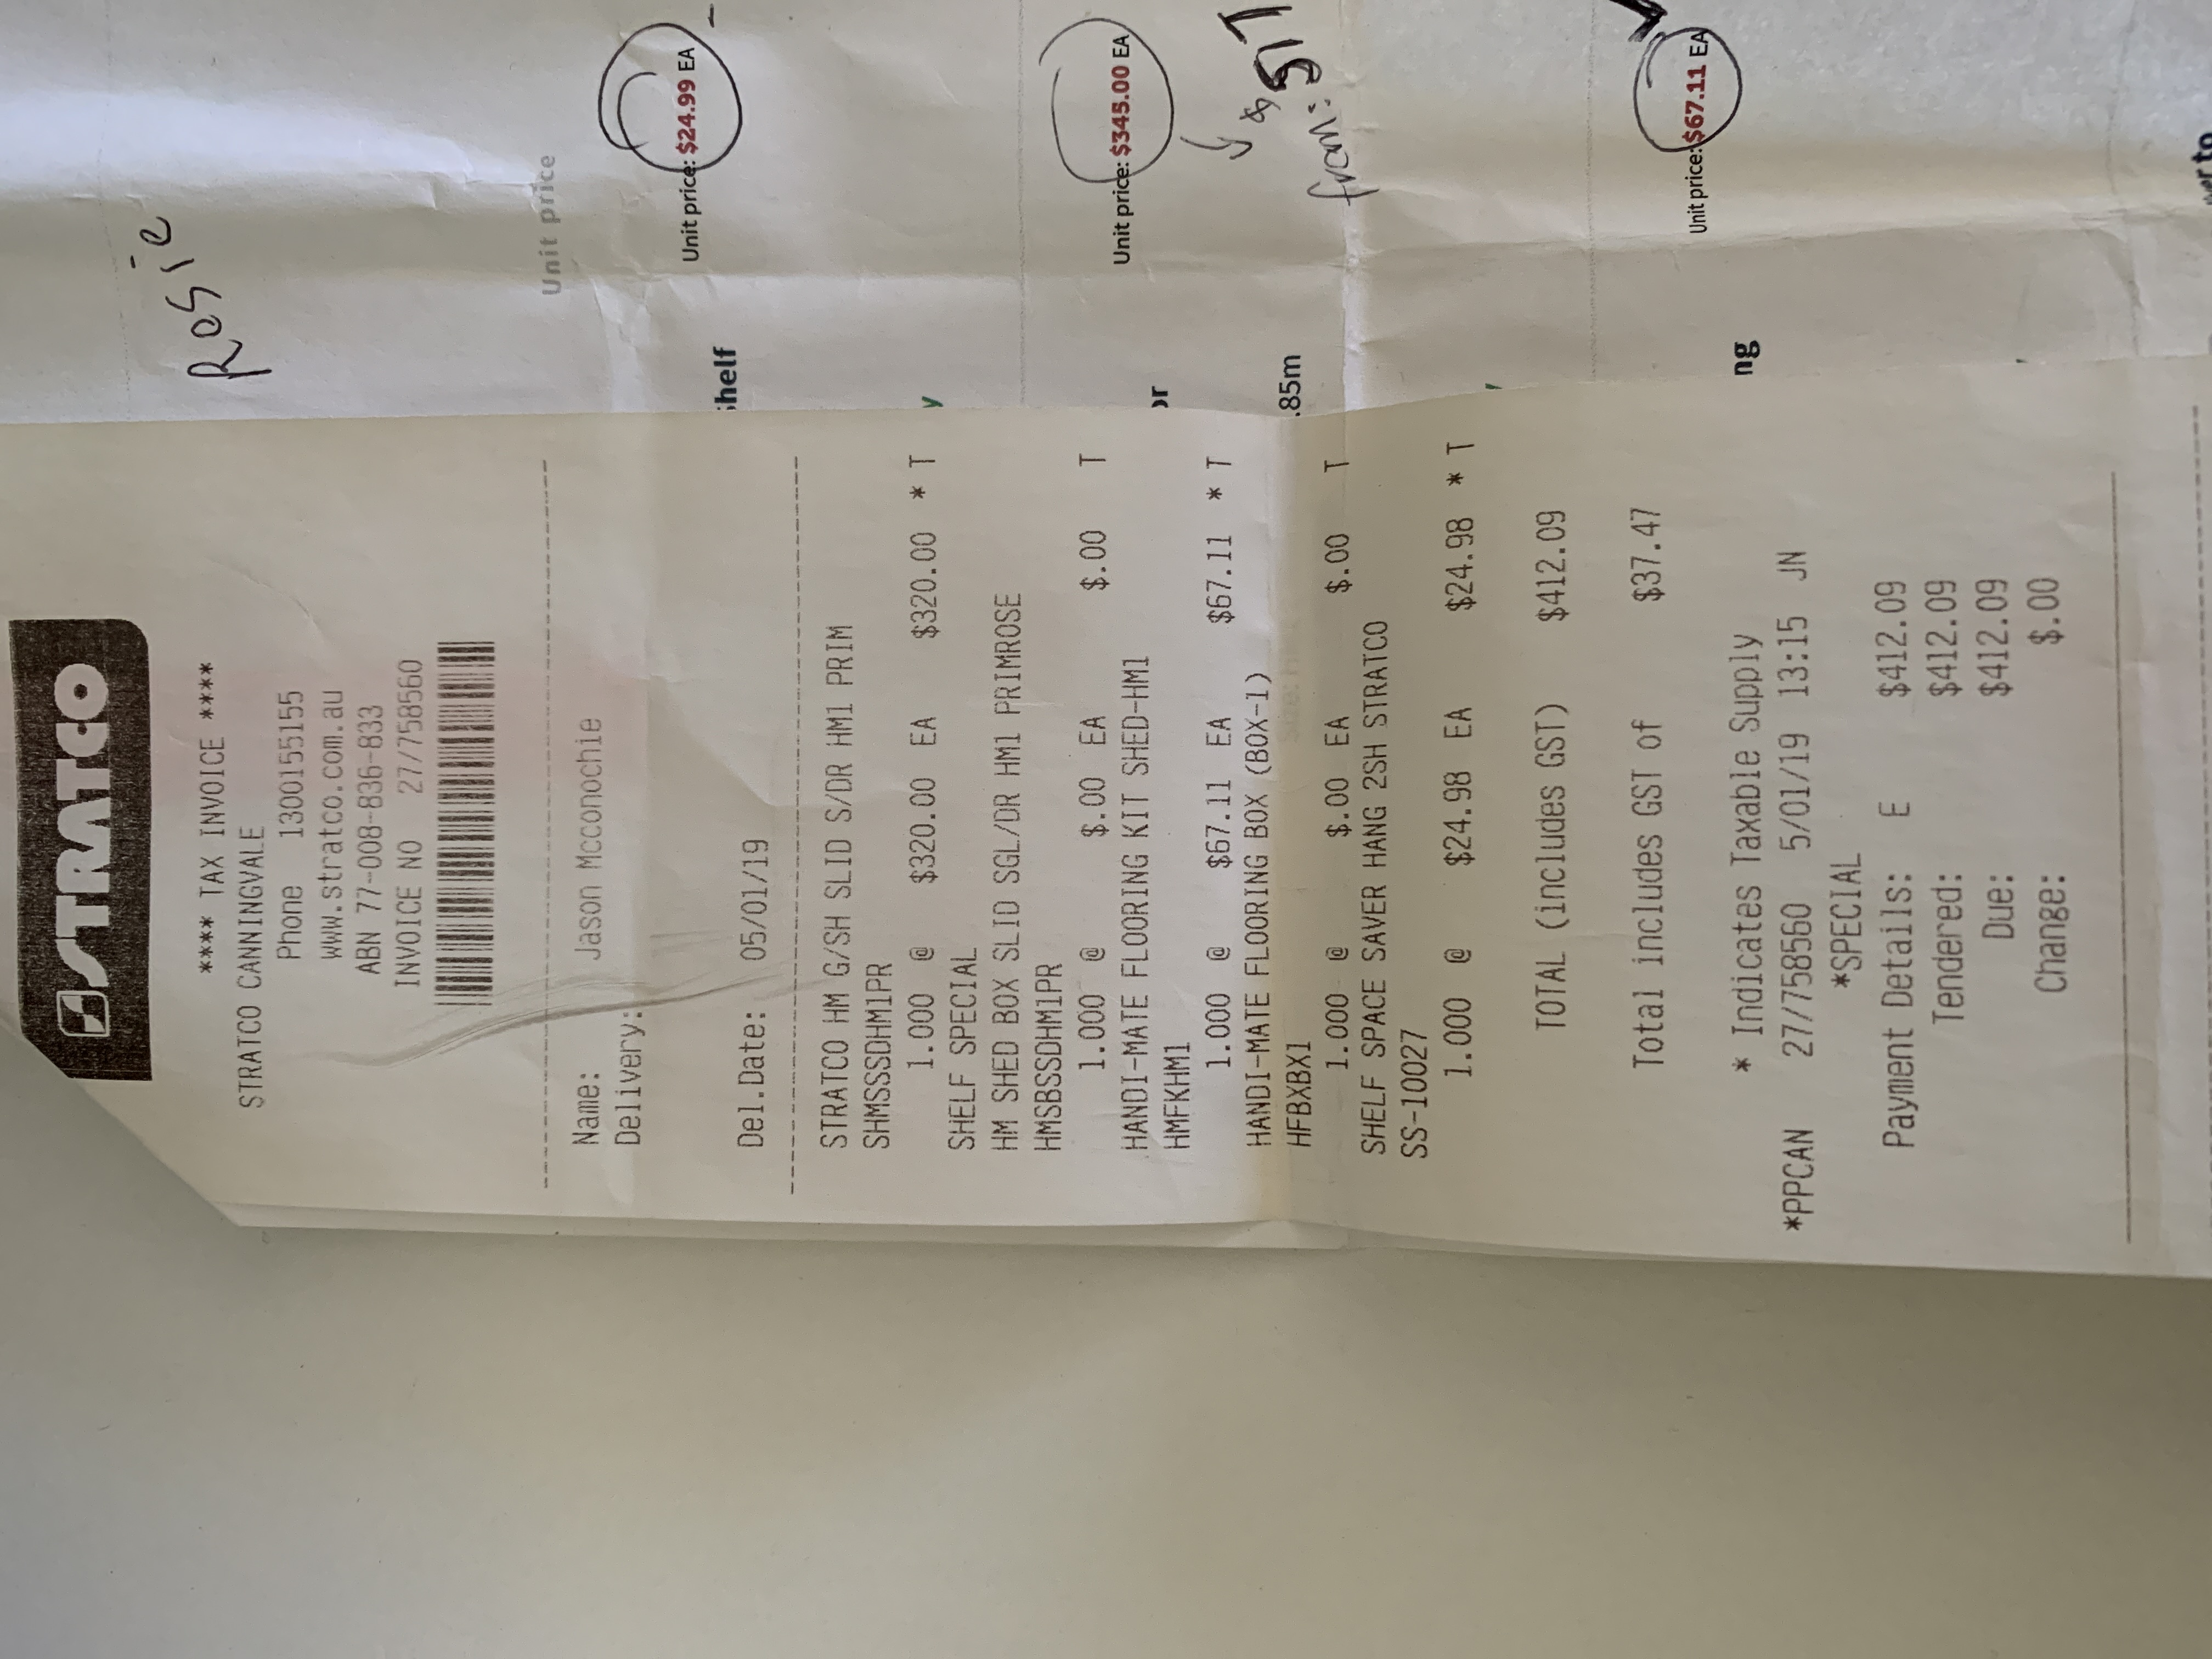 STRATCO
**** TAX INVOICE ****
STRATCO CANNINGVALE
Phone 1300155155
www.stratco.com.au
ABN 77-008-836-833
INVOICE NO 27/758560
Name: Jason Mcconochie
Delivery:
Del.Date: 05/01/19
STRATCO HM G/SH SLID S/DR HM1 PRIM
SHMSSSDHM1PR
1.000 @ $320.00 EA $320.00 * T
SHELF SPECIAL
HM SHED BOX SLID SGL/DR HM1 PRIMROSE
HMSBSSDHM1PR
1.000 @ $.00 EA $.00 T
HANDI-MATE FLOORING KIT SHED-HM1
HMFKHM1
1.000 @ $67.11 EA $67.11 * T
HANDI-MATE FLOORING BOX (BOX-1)
HFBXBX1
1.000 @ $.00 EA $.00 T
SHELF SPACE SAVER HANG 2SH STRATCO
SS-10027
1.000 @ $24.98 EA $24.98 * T
TOTAL (includes GST) $412.09
Total includes GST of $37.47
* Indicates Taxable Supply
*PPCAN 27/758560 5/01/19 13:15 JN
*SPECIAL
Payment Details: E $412.09
Tendered: $412.09
Due: $412.09
Change: $.00
Rosie
Unit price
Unit price: $24.99 EA
helf
y
Unit price: $345.00 EA
or
$
from:
.85m
Unit price: $67.11 EA
ng
er to